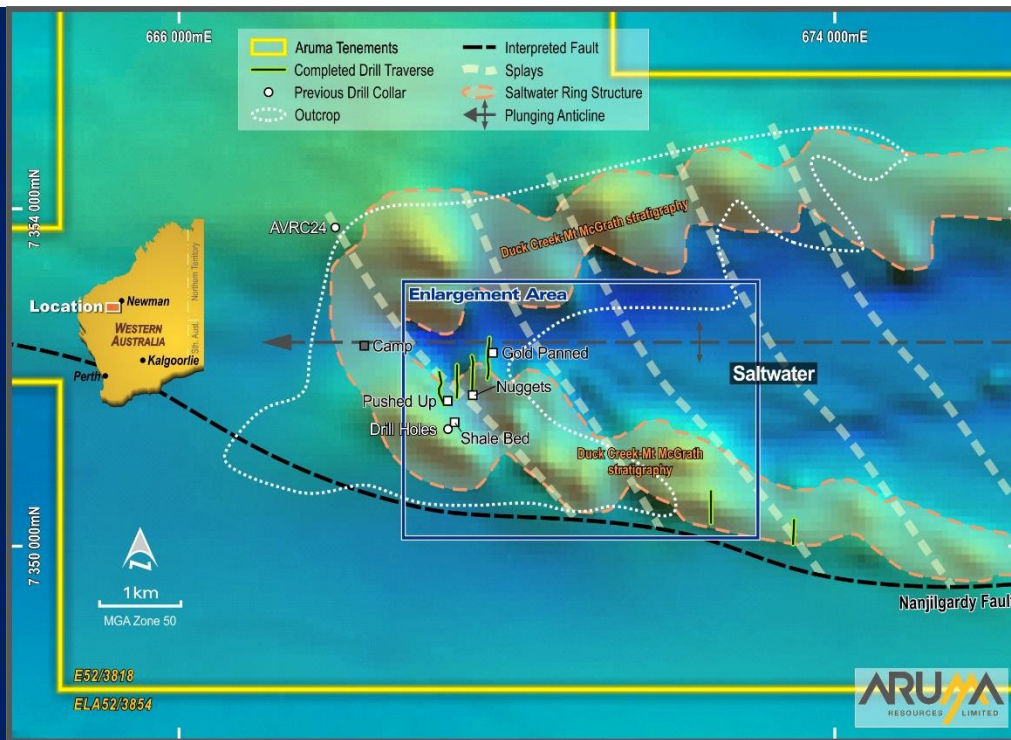 666 000mE
674 000mE
Aruma Tenements
Completed Drill Traverse
Previous Drill Collar
Outcrop
Interpreted Fault
Splays
Saltwater Ring Structure
Plunging Anticline
7 354 000mN
AVRC24
Duck Creek-Mt McGrath stratigraphy
Northern Territory
Sth. Aust.
Location
Newman
WESTERN
AUSTRALIA
Kalgoorlie
Perth
Enlargement Area
Camp
Gold Panned
Saltwater
Nuggets
Pushed Up
Drill Holes
Shale Bed
Duck Creek-Mt McGrath
stratigraphy
7 350 000mN
1km
MGA Zone 50
Nanjilgardy Fault
E52/3818
ELA52/3854
ARUMA
RESOURCES LIMITED